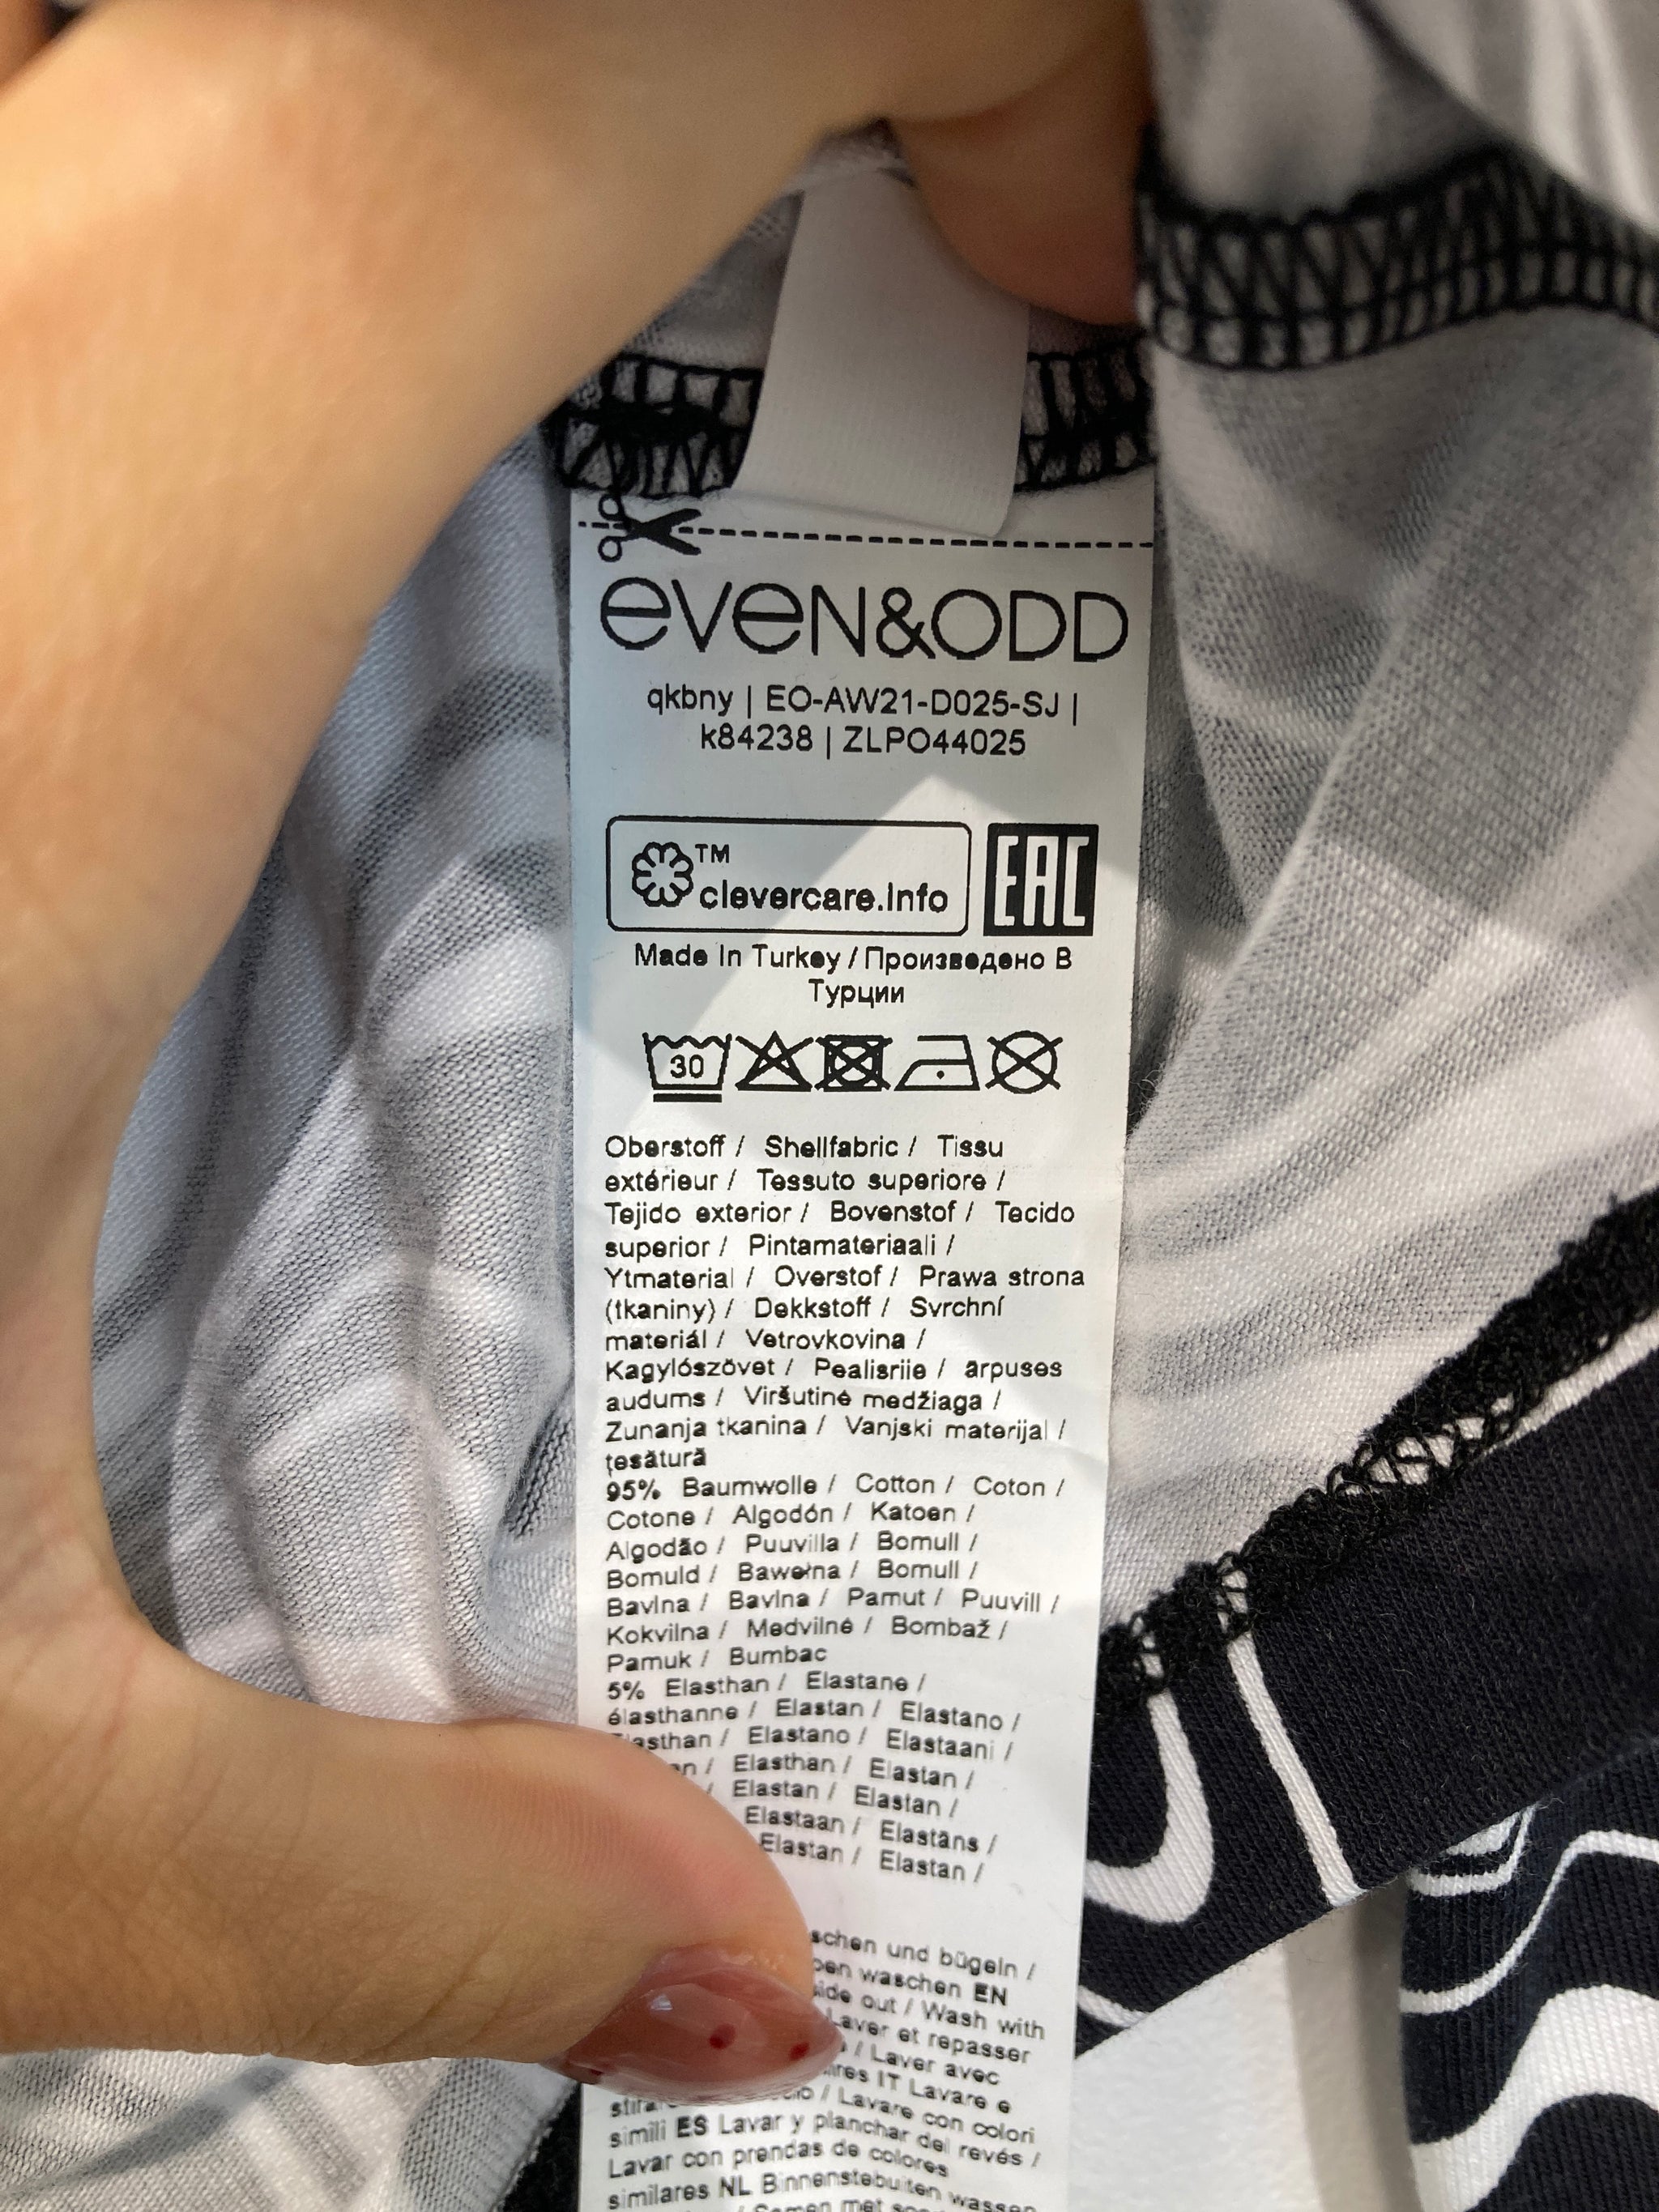 eveN&ODD
qkbny | EO-AW21-D025-SJ |
k84238 | ZLPO44025
TM
clevercare.Info
EAC
Made In Turkey / Произведено В
Турции
30
Oberstoff / Shellfabric / Tissu
extérieur / Tessuto superiore /
Tejido exterior / Bovenstof / Tecido
superior / Pintamateriaali /
Ytmaterial / Overstof / Prawa strona
(tkaniny) / Dekkstoff / Svrchní
materiál / Vetrovkovina /
Kagylószövet / Pealisriie / ārpuses
audums / Viršutinė medžiaga /
Zunanja tkanina / Vanjski materijal /
țesătură
95% Baumwolle / Cotton / Coton /
Cotone / Algodón / Katoen /
Algodão / Puuvilla / Bomull /
Bomuld / Bawełna / Bomull /
Bavlna / Bavlna / Pamut / Puuvill /
Kokvilna / Medvilnė / Bombaž /
Pamuk / Bumbac
5% Elasthan / Elastane /
élasthanne / Elastan / Elastano /
/ Elastano / Elastaani /
/ Elasthan / Elastan /
/ Elastan / Elastan /
Elastaan / Elastāns /
Elastan / Elastan /
und bügeln /
waschen EN
out / Wash with
Laver et repasser
/ Laver avec
IT Lavare e
/ Lavare con colori
simili ES Lavar y planchar del revés /
Lavar con prendas de colores
similares NL Binnenstebuiten wassen
met